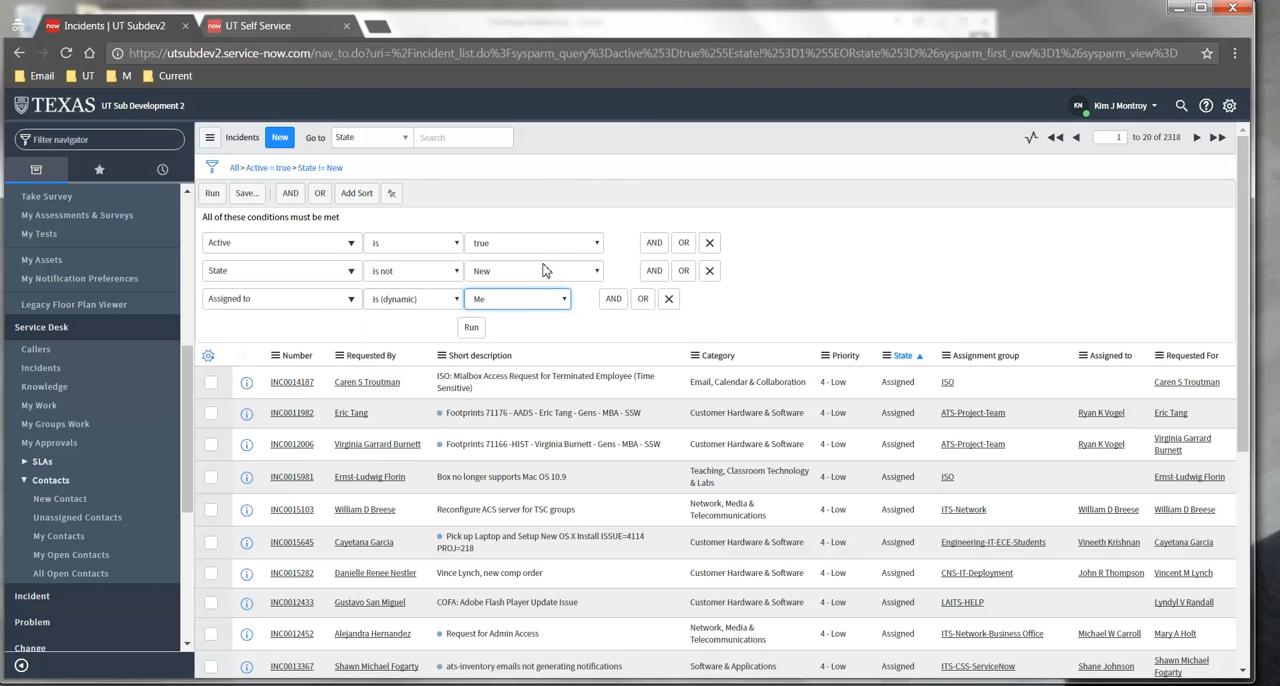 Incidents | UT Subdev2
UT Self Service
https://utsubdev2.service-now.com/nav_to.do?uri=%2Fincident_list.do%3Fsysparm_query%3Dactive%253Dtrue%255Estate!%253D1%255EORstate%253D%26sysparm_first_row%3D1%26sysparm_view%3D
Email UT M Current
TEXAS UT Sub Development 2
KM Kim J Montroy
Filter navigator
Incidents New Go to State Search
1 to 20 of 2318
All > Active = true > State != New
Run Save... AND OR Add Sort
All of these conditions must be met
Active is true AND OR
State is not New AND OR
Assigned to is (dynamic) Me AND OR
Run
Take Survey
My Assessments & Surveys
My Tests
My Assets
My Notification Preferences
Legacy Floor Plan Viewer
Service Desk
Callers
Incidents
Knowledge
My Work
My Groups Work
My Approvals
SLAs
Contacts
New Contact
Unassigned Contacts
My Contacts
My Open Contacts
All Open Contacts
Incident
Problem
Change
Number Requested By Short description Category Priority State Assignment group Assigned to Requested For
INC0014187 Caren S Troutman ISO: Mialbox Access Request for Terminated Employee (Time Sensitive) Email, Calendar & Collaboration 4 - Low Assigned ISO Caren S Troutman
INC0011982 Eric Tang Footprints 71176 - AADS - Eric Tang - Gens - MBA - SSW Customer Hardware & Software 4 - Low Assigned ATS-Project-Team Ryan K Vogel Eric Tang
INC0012006 Virginia Garrard Burnett Footprints 71166 -HIST - Virginia Burnett - Gens - MBA - SSW Customer Hardware & Software 4 - Low Assigned ATS-Project-Team Ryan K Vogel Virginia Garrard Burnett
INC0015981 Ernst-Ludwig Florin Box no longer supports Mac OS 10.9 Teaching, Classroom Technology & Labs 4 - Low Assigned ISO Ernst-Ludwig Florin
INC0015103 William D Breese Reconfigure ACS server for TSC groups Network, Media & Telecommunications 4 - Low Assigned ITS-Network William D Breese William D Breese
INC0015645 Cayetana Garcia Pick up Laptop and Setup New OS X Install ISSUE=4114 PROJ=218 Customer Hardware & Software 4 - Low Assigned Engineering-IT-ECE-Students Vineeth Krishnan Cayetana Garcia
INC0015282 Danielle Renee Nestler Vince Lynch, new comp order Customer Hardware & Software 4 - Low Assigned CNS-IT-Deployment John R Thompson Vincent M Lynch
INC0012433 Gustavo San Miguel COFA: Adobe Flash Player Update Issue Customer Hardware & Software 4 - Low Assigned LAITS-HELP Lyndyl V Randall
INC0012452 Alejandra Hernandez Request for Admin Access Network, Media & Telecommunications 4 - Low Assigned ITS-Network-Business Office Michael W Carroll Mary A Holt
INC0013367 Shawn Michael Fogarty ats-inventory emails not generating notifications Software & Applications 4 - Low Assigned ITS-CSS-ServiceNow Shane Johnson Shawn Michael Fogarty